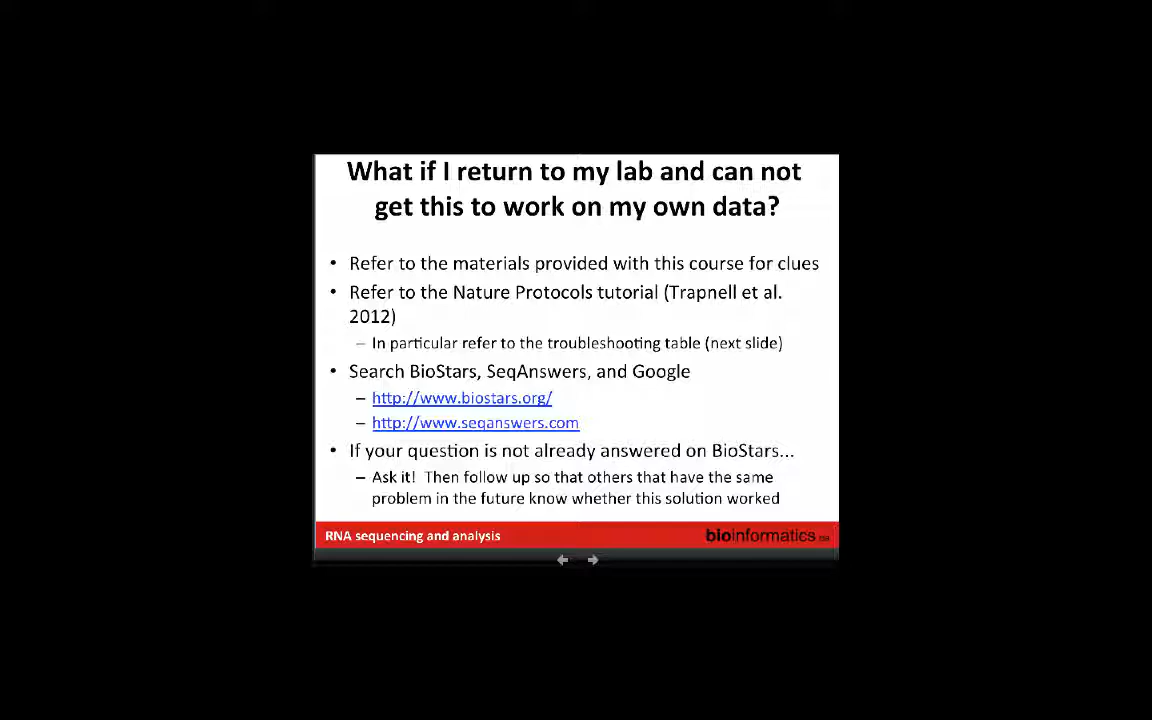 What if I return to my lab and can not
get this to work on my own data?
• Refer to the materials provided with this course for clues
• Refer to the Nature Protocols tutorial (Trapnell et al.
2012)
– In particular refer to the troubleshooting table (next slide)
• Search BioStars, SeqAnswers, and Google
– http://www.biostars.org/
– http://www.seqanswers.com
• If your question is not already answered on BioStars...
– Ask it! Then follow up so that others that have the same
problem in the future know whether this solution worked
RNA sequencing and analysis
bioinformatics